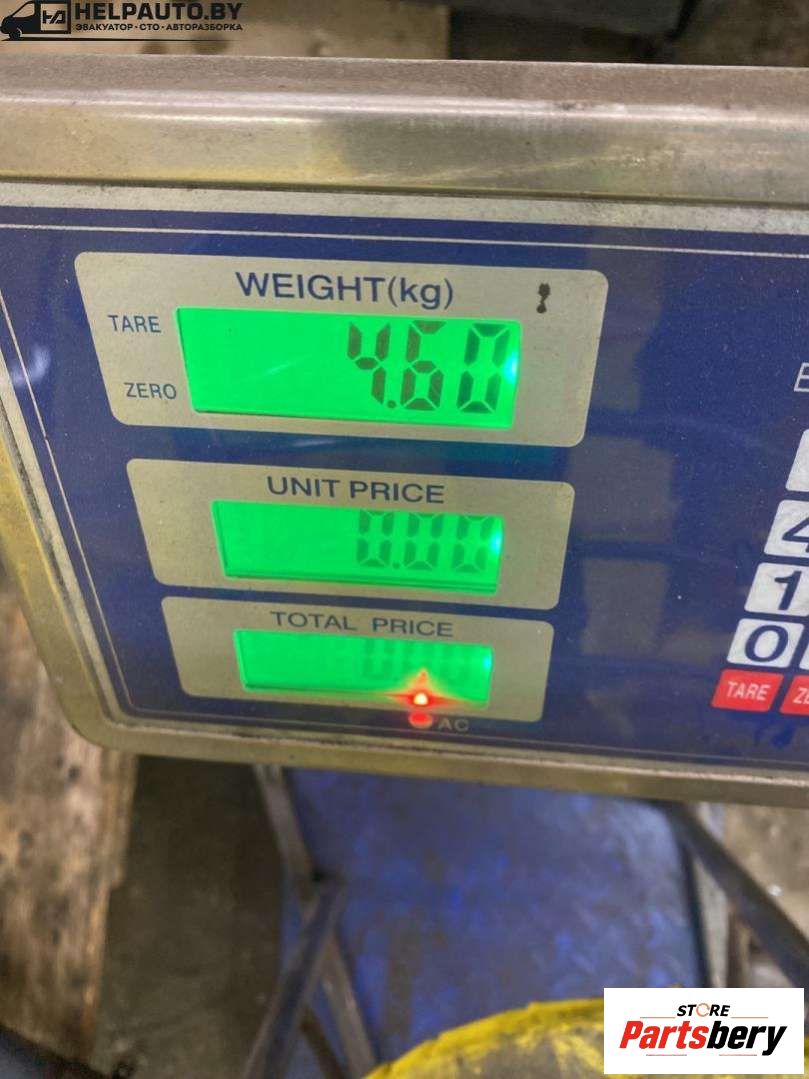 HELPAUTO.BY
ЭВАКУАТОР • СТО • АВТОРАЗБОРКА
WEIGHT(kg)
TARE
4.60
ZERO
UNIT PRICE
0.00
TOTAL PRICE
AC
4
1
0
TARE
STORE
Partsbery